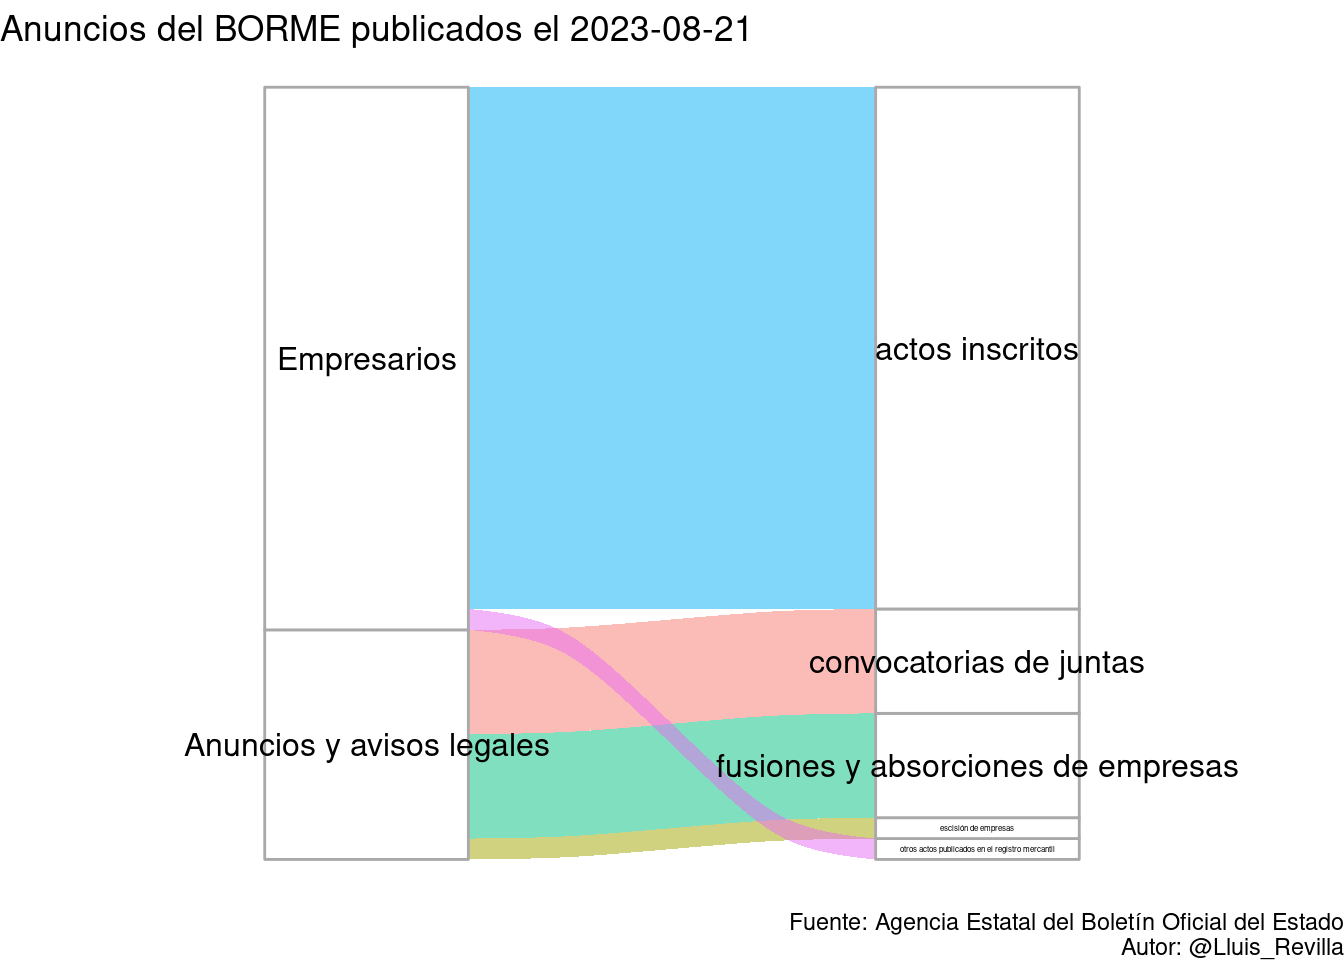 Anuncios del BORME publicados el 2023-08-21
Empresarios
actos inscritos
convocatorias de juntas
Anuncios y avisos legales
fusiones y absorciones de empresas
escisión de empresas
otros actos publicados en el registro mercantil
Fuente: Agencia Estatal del Boletín Oficial del Estado
Autor: @Lluis_Revilla